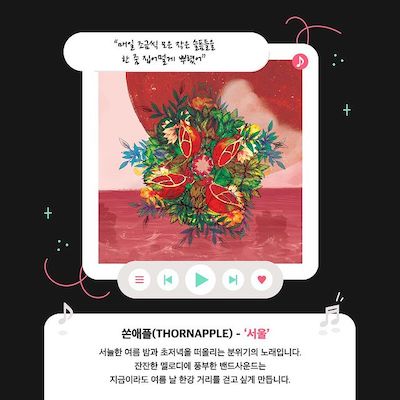 “매일 조금씩 모은 작은 슬픔들을
한 줌 집어 멀게 뿌렸어”
쏜애플(THORNAPPLE) - ‘서울’
서늘한 여름 밤과 초저녁을 떠올리는 분위기의 노래입니다.
잔잔한 멜로디에 풍부한 밴드사운드는
지금이라도 여름 날 한강 거리를 걷고 싶게 만듭니다.